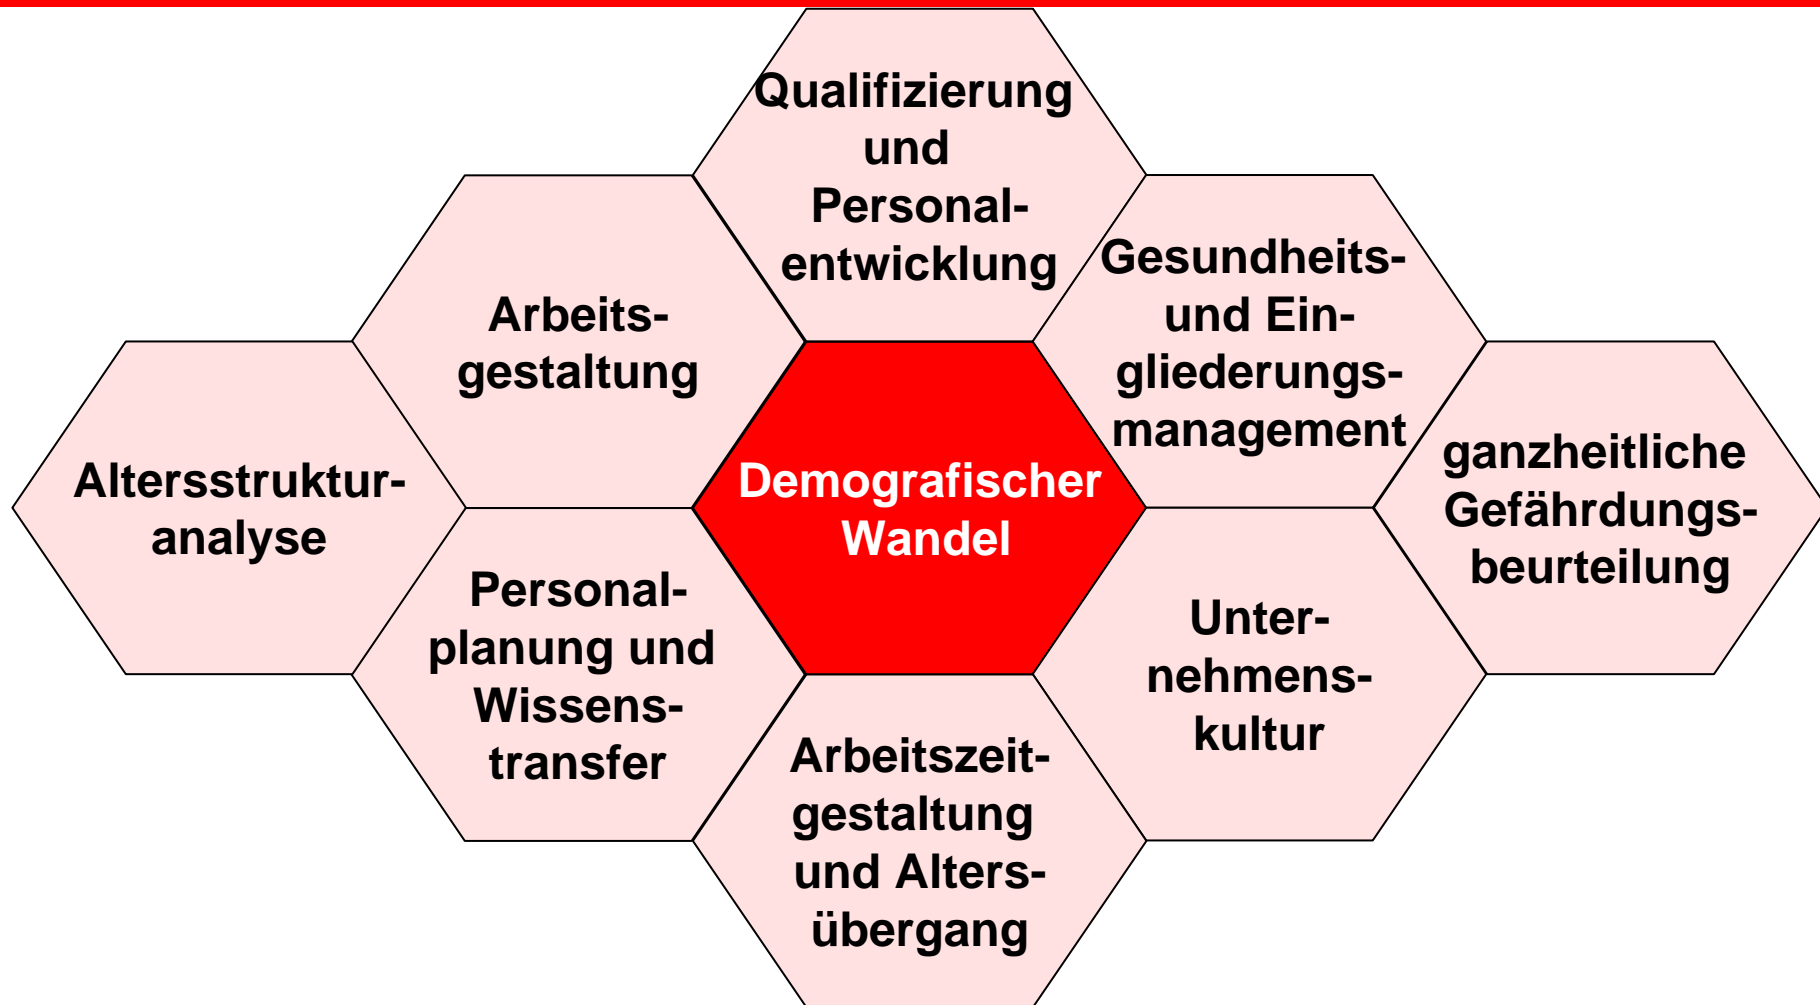 Qualifizierung
und
Personal-
entwicklung
Arbeits-
gestaltung
Gesundheits-
und Ein-
gliederungs-
management
Altersstruktur-
analyse
Demografischer
Wandel
ganzheitliche
Gefährdungs-
beurteilung
Personal-
planung und
Wissens-
transfer
Unter-
nehmens-
kultur
Arbeitszeit-
gestaltung
und Alters-
übergang